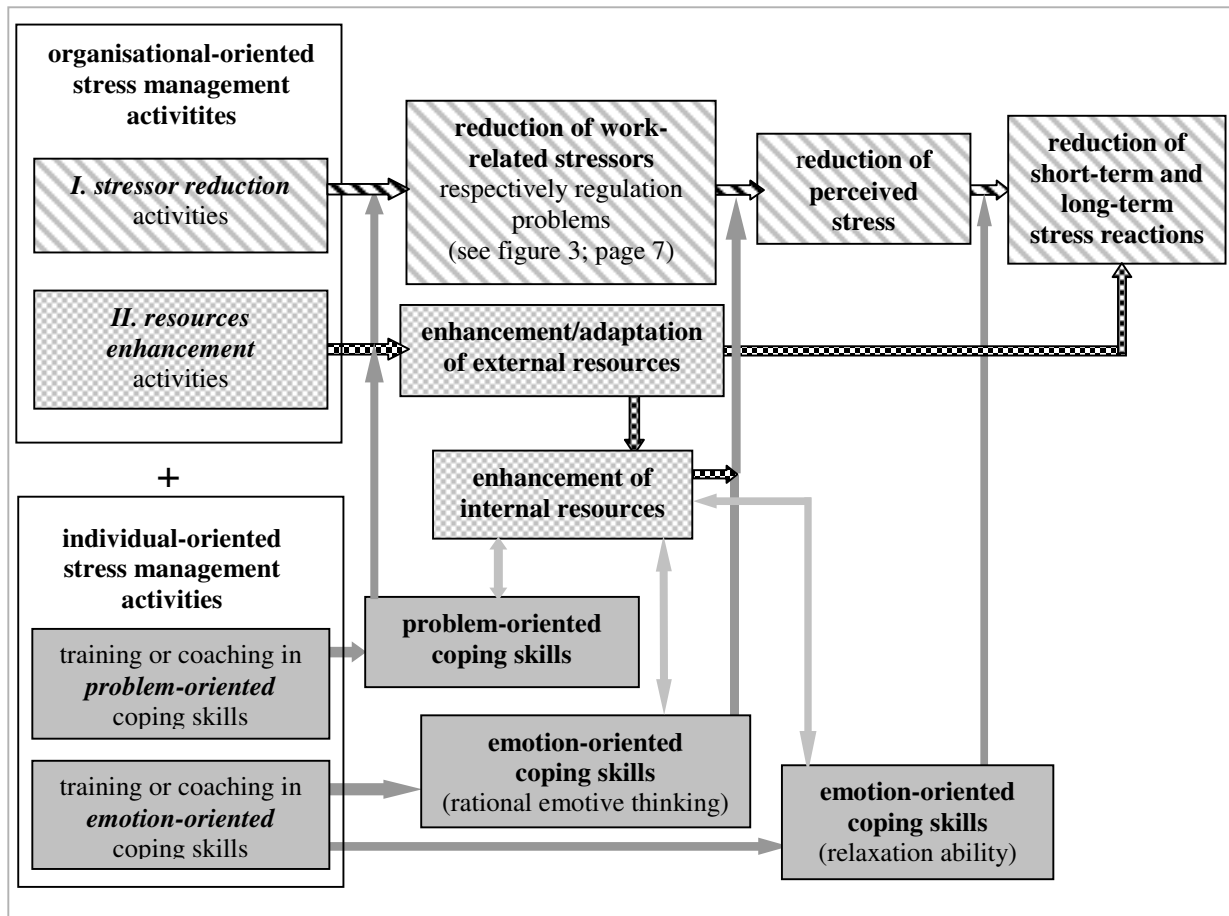 organisational-oriented
stress management
activitites
I. stressor reduction
activities
II. resources
enhancement
activities
+
individual-oriented
stress management
activities
training or coaching in
problem-oriented
coping skills
training or coaching in
emotion-oriented
coping skills
reduction of work-
related stressors
respectively regulation
problems
(see figure 3; page 7)
reduction of
perceived
stress
reduction of
short-term and
long-term
stress reactions
enhancement/adaptation
of external resources
enhancement of
internal resources
problem-oriented
coping skills
emotion-oriented
coping skills
(rational emotive thinking)
emotion-oriented
coping skills
(relaxation ability)